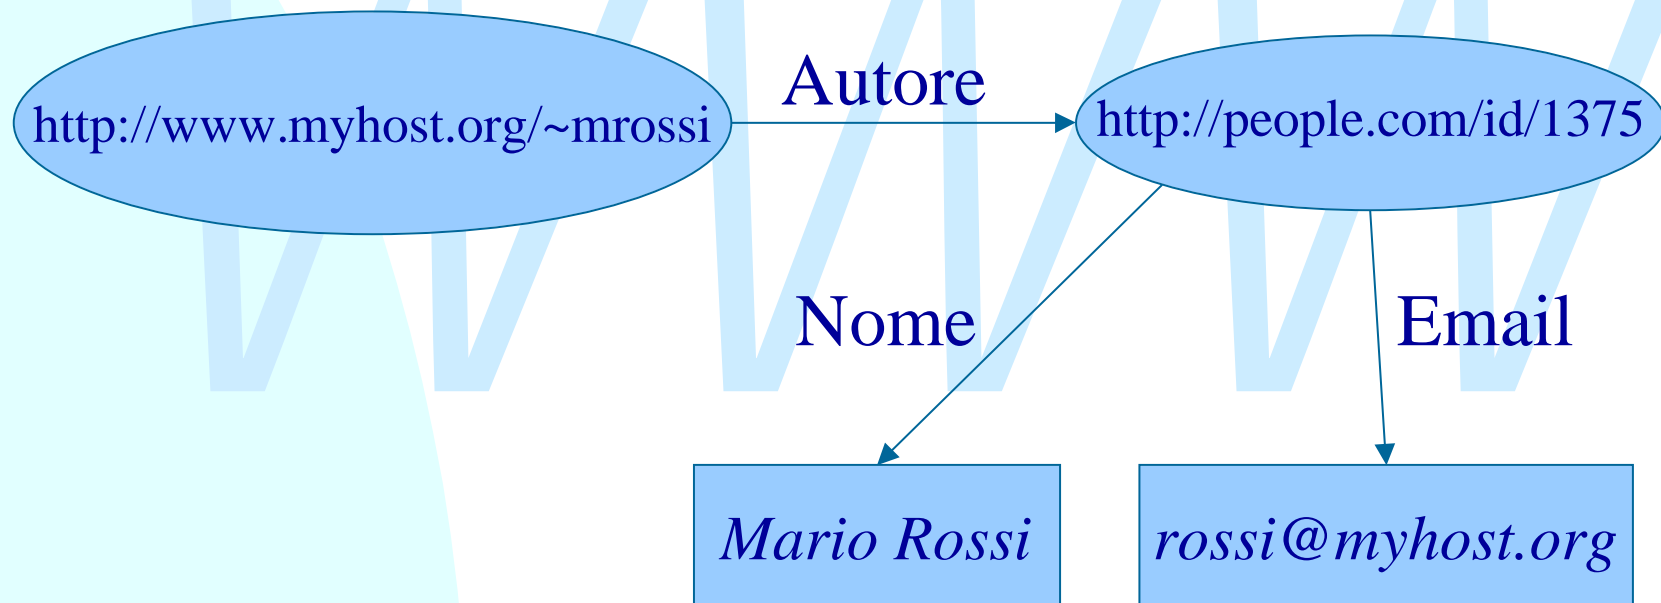 Autore
http://www.myhost.org/~mrossi
http://people.com/id/1375
Nome
Email
Mario Rossi
rossi@myhost.org